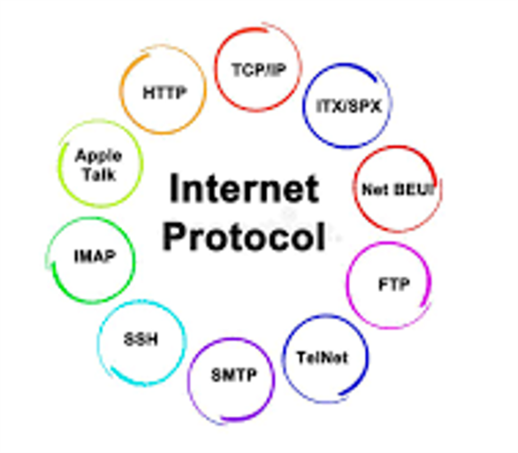 Internet
Protocol
TCP/IP
ITX/SPX
Net BEUI
FTP
TelNet
SMTP
SSH
IMAP
Apple
Talk
HTTP